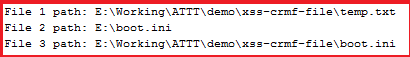 File 1 path: E:\Working\ATTT\demo\xss-crmf-file\temp.txt
File 2 path: E:\boot.ini
File 3 path: E:\Working\ATTT\demo\xss-crmf-file\boot.ini